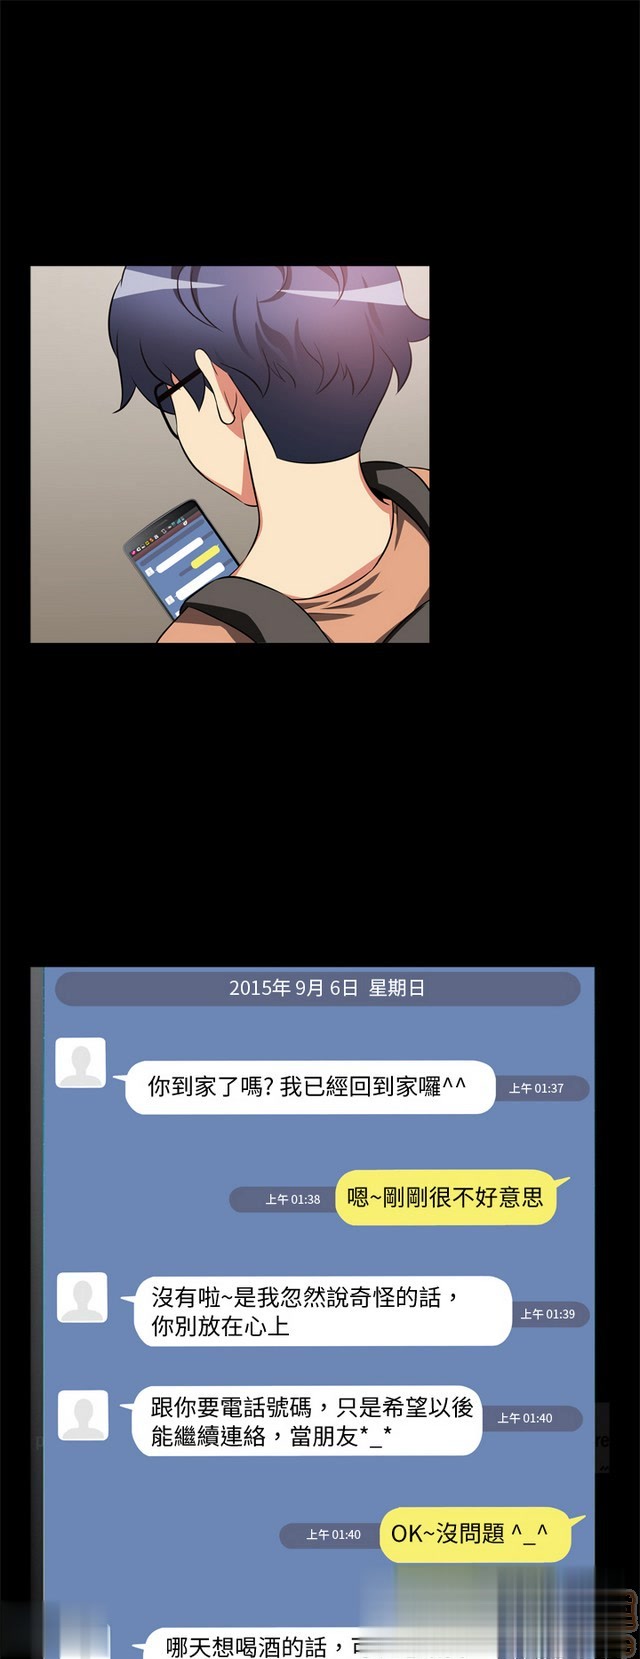 2015年 9月 6日 星期日
你到家了嗎? 我已經回到家囉^^
上午 01:37
上午 01:38
嗯~剛剛很不好意思
沒有啦~是我忽然說奇怪的話，
你別放在心上
上午 01:39
跟你要電話號碼，只是希望以後
能繼續連絡，當朋友*_*
上午 01:40
上午 01:40
OK~沒問題 ^_^
哪天想喝酒的話，可